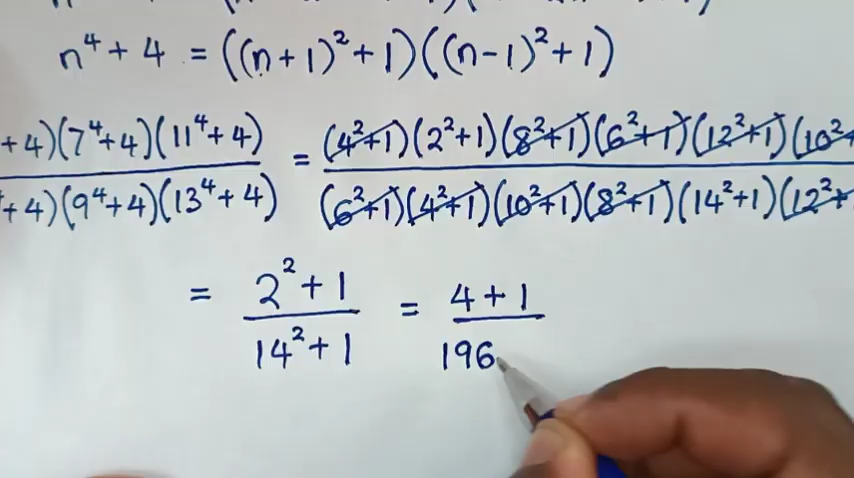 n⁴ + 4 = ((n+1)² + 1)((n-1)² + 1)
+ 4)(7⁴+4)(11⁴ + 4) / + 4)(9⁴+4)(13⁴ + 4) = (4²+1)(2²+1)(8²+1)(6²+1)(12²+1)(10²+ / (6²+1)(4²+1)(10²+1)(8²+1)(14²+1)(12²+
= 2² + 1 / 14² + 1 = 4 + 1 / 196